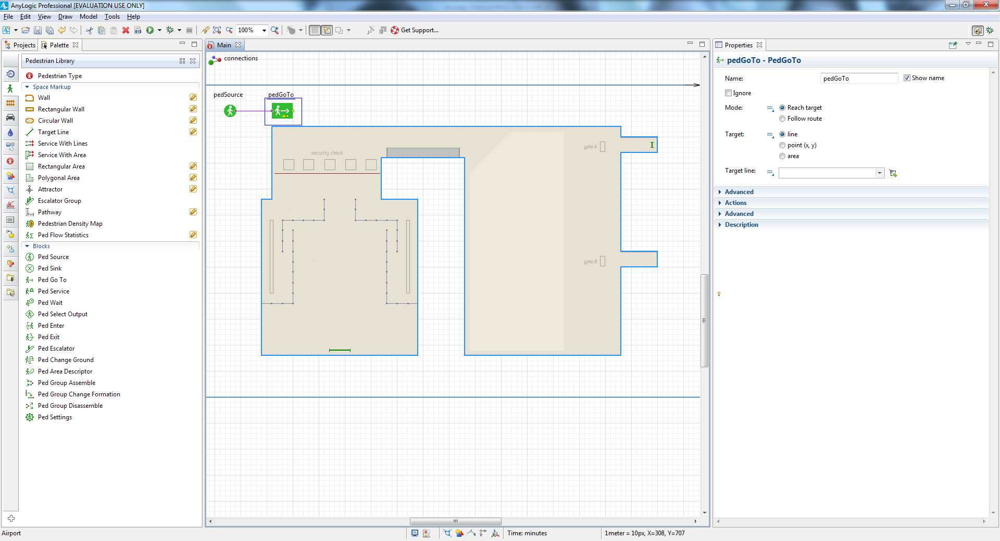 AnyLogic Professional [EVALUATION USE ONLY]
File Edit View Draw Model Tools Help
100% Get Support...
Projects Palette
Pedestrian Library
Pedestrian Type
Space Markup
Wall
Rectangular Wall
Circular Wall
Target Line
Service With Lines
Service With Area
Rectangular Area
Polygonal Area
Attractor
Escalator Group
Pathway
Pedestrian Density Map
Ped Flow Statistics
Blocks
Ped Source
Ped Sink
Ped Go To
Ped Service
Ped Wait
Ped Select Output
Ped Enter
Ped Exit
Ped Escalator
Ped Change Ground
Ped Area Descriptor
Ped Group Assemble
Ped Group Change Formation
Ped Group Disassemble
Ped Settings
Main
connections
pedSource pedGoTo
security check
gate A
gate B
Properties
pedGoTo - PedGoTo
Name: pedGoTo Show name
Ignore
Mode: Reach target
Follow route
Target: line
point (x, y)
area
Target line:
Advanced
Actions
Advanced
Description
Airport
Time: minutes
1meter = 10px, X=308, Y=707